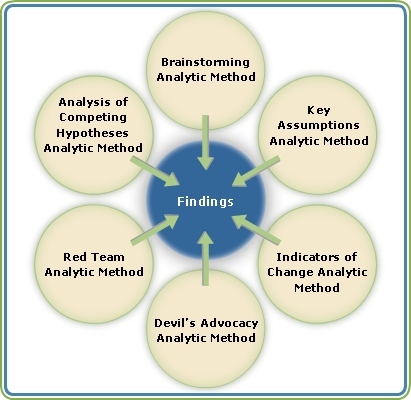 Brainstorming
Analytic Method
Analysis of
Competing
Hypotheses
Analytic Method
Key
Assumptions
Analytic Method
Findings
Red Team
Analytic Method
Indicators of
Change Analytic
Method
Devil's Advocacy
Analytic Method